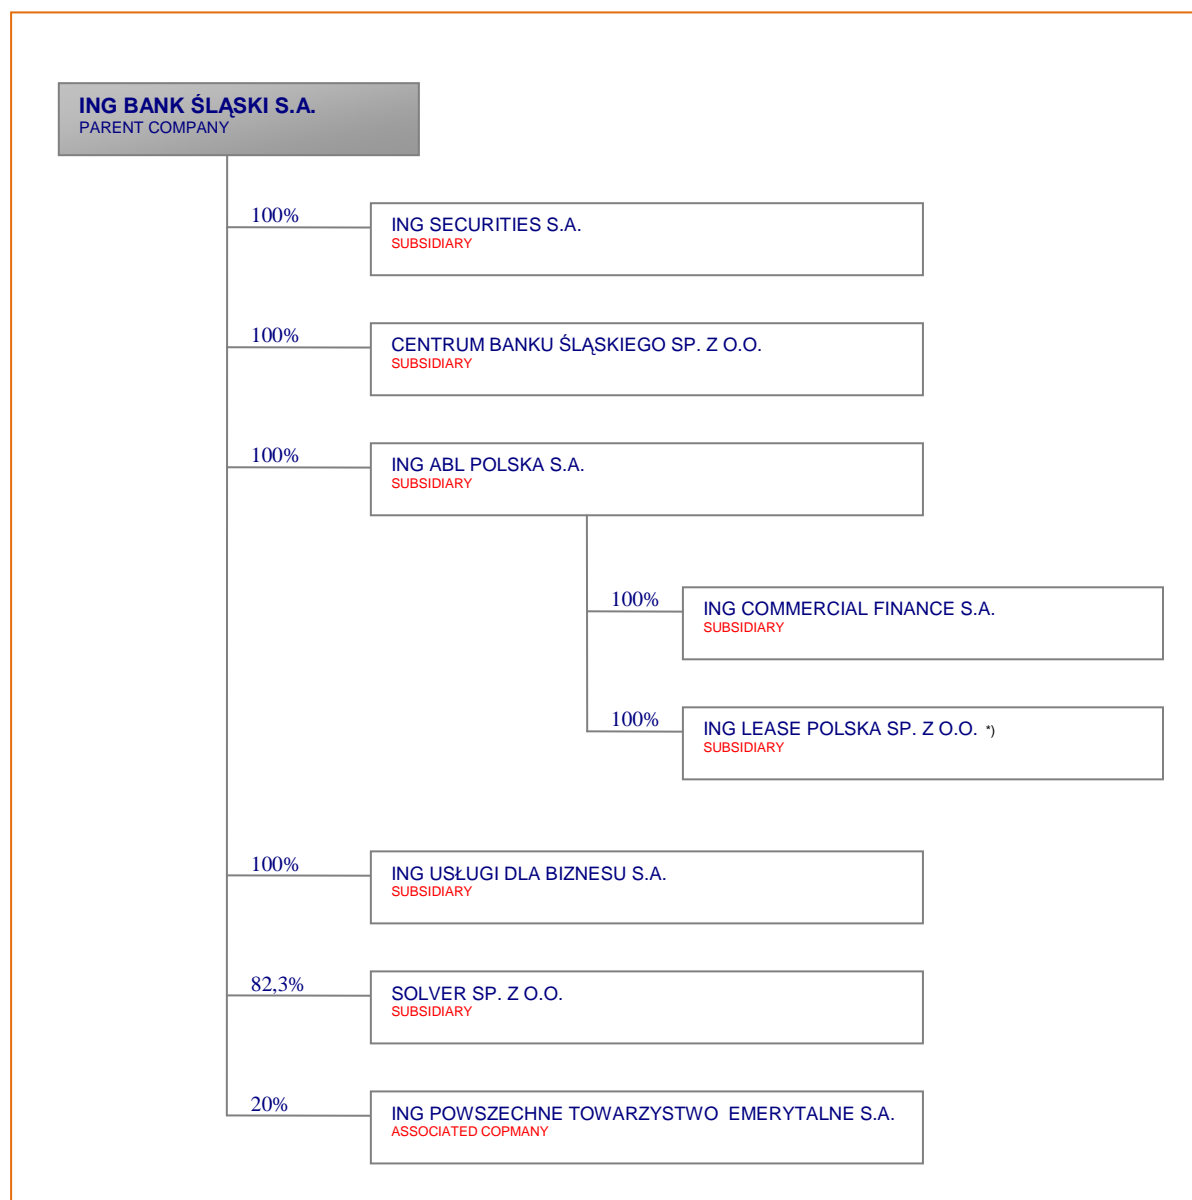 ING BANK ŚLĄSKI S.A.
PARENT COMPANY
100%
ING SECURITIES S.A.
SUBSIDIARY
100%
CENTRUM BANKU ŚLĄSKIEGO SP. Z O.O.
SUBSIDIARY
100%
ING ABL POLSKA S.A.
SUBSIDIARY
100%
ING COMMERCIAL FINANCE S.A.
SUBSIDIARY
100%
ING LEASE POLSKA SP. Z O.O. *)
SUBSIDIARY
100%
ING USŁUGI DLA BIZNESU S.A.
SUBSIDIARY
82,3%
SOLVER SP. Z O.O.
SUBSIDIARY
20%
ING POWSZECHNE TOWARZYSTWO EMERYTALNE S.A.
ASSOCIATED COPMANY